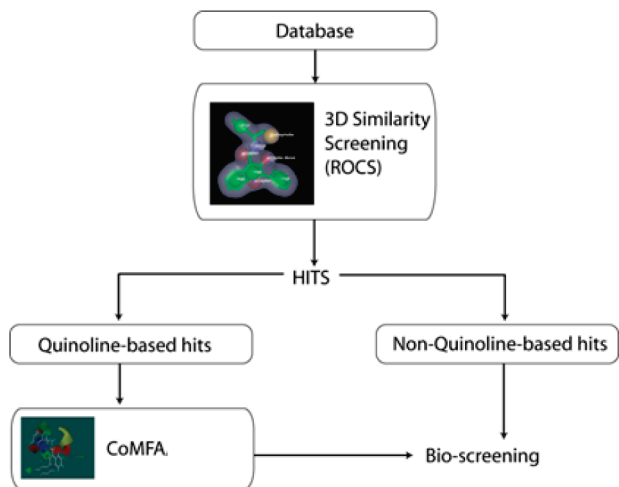 Database
3D Similarity
Screening
(ROCS)
HITS
Quinoline-based hits
Non-Quinoline-based hits
CoMFA.
Bio-screening